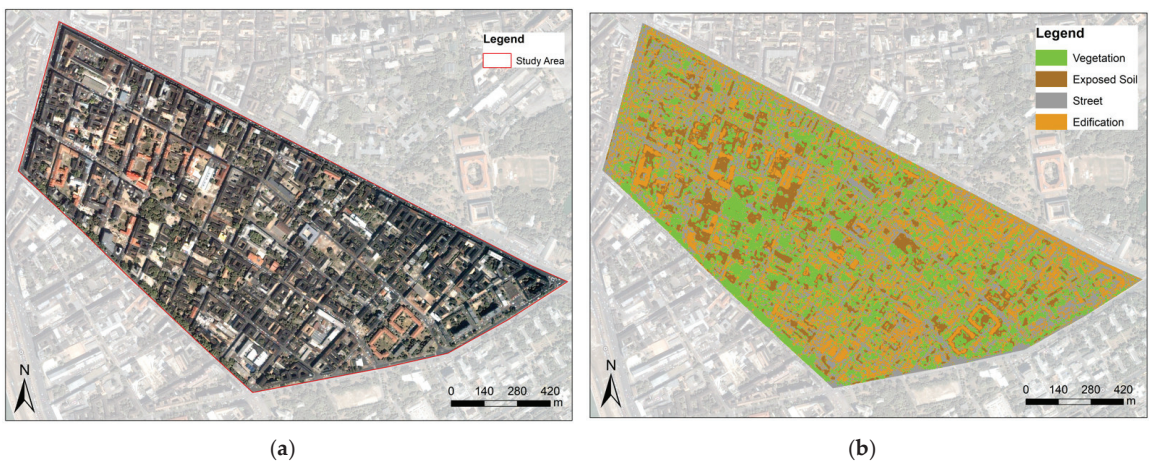 Legend
Study Area
N
0 140 280 420
m
(a)
Legend
Vegetation
Exposed Soil
Street
Edification
N
0 140 280 420
m
(b)